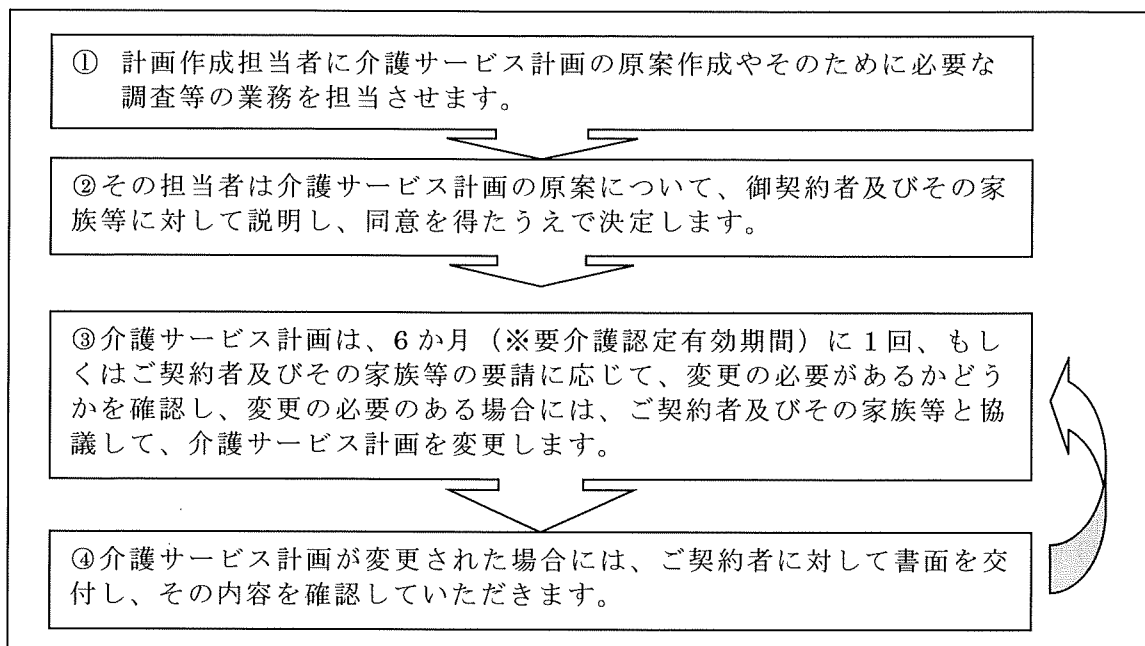 ① 計画作成担当者に介護サービス計画の原案作成やそのために必要な
調査等の業務を担当させます。
②その担当者は介護サービス計画の原案について、御契約者及びその家
族等に対して説明し、同意を得たうえで決定します。
③介護サービス計画は、6 か月（※要介護認定有効期間）に 1 回、もし
くはご契約者及びその家族等の要請に応じて、変更の必要があるかどう
かを確認し、変更の必要のある場合には、ご契約者及びその家族等と協
議して、介護サービス計画を変更します。
④介護サービス計画が変更された場合には、ご契約者に対して書面を交
付し、その内容を確認していただきます。